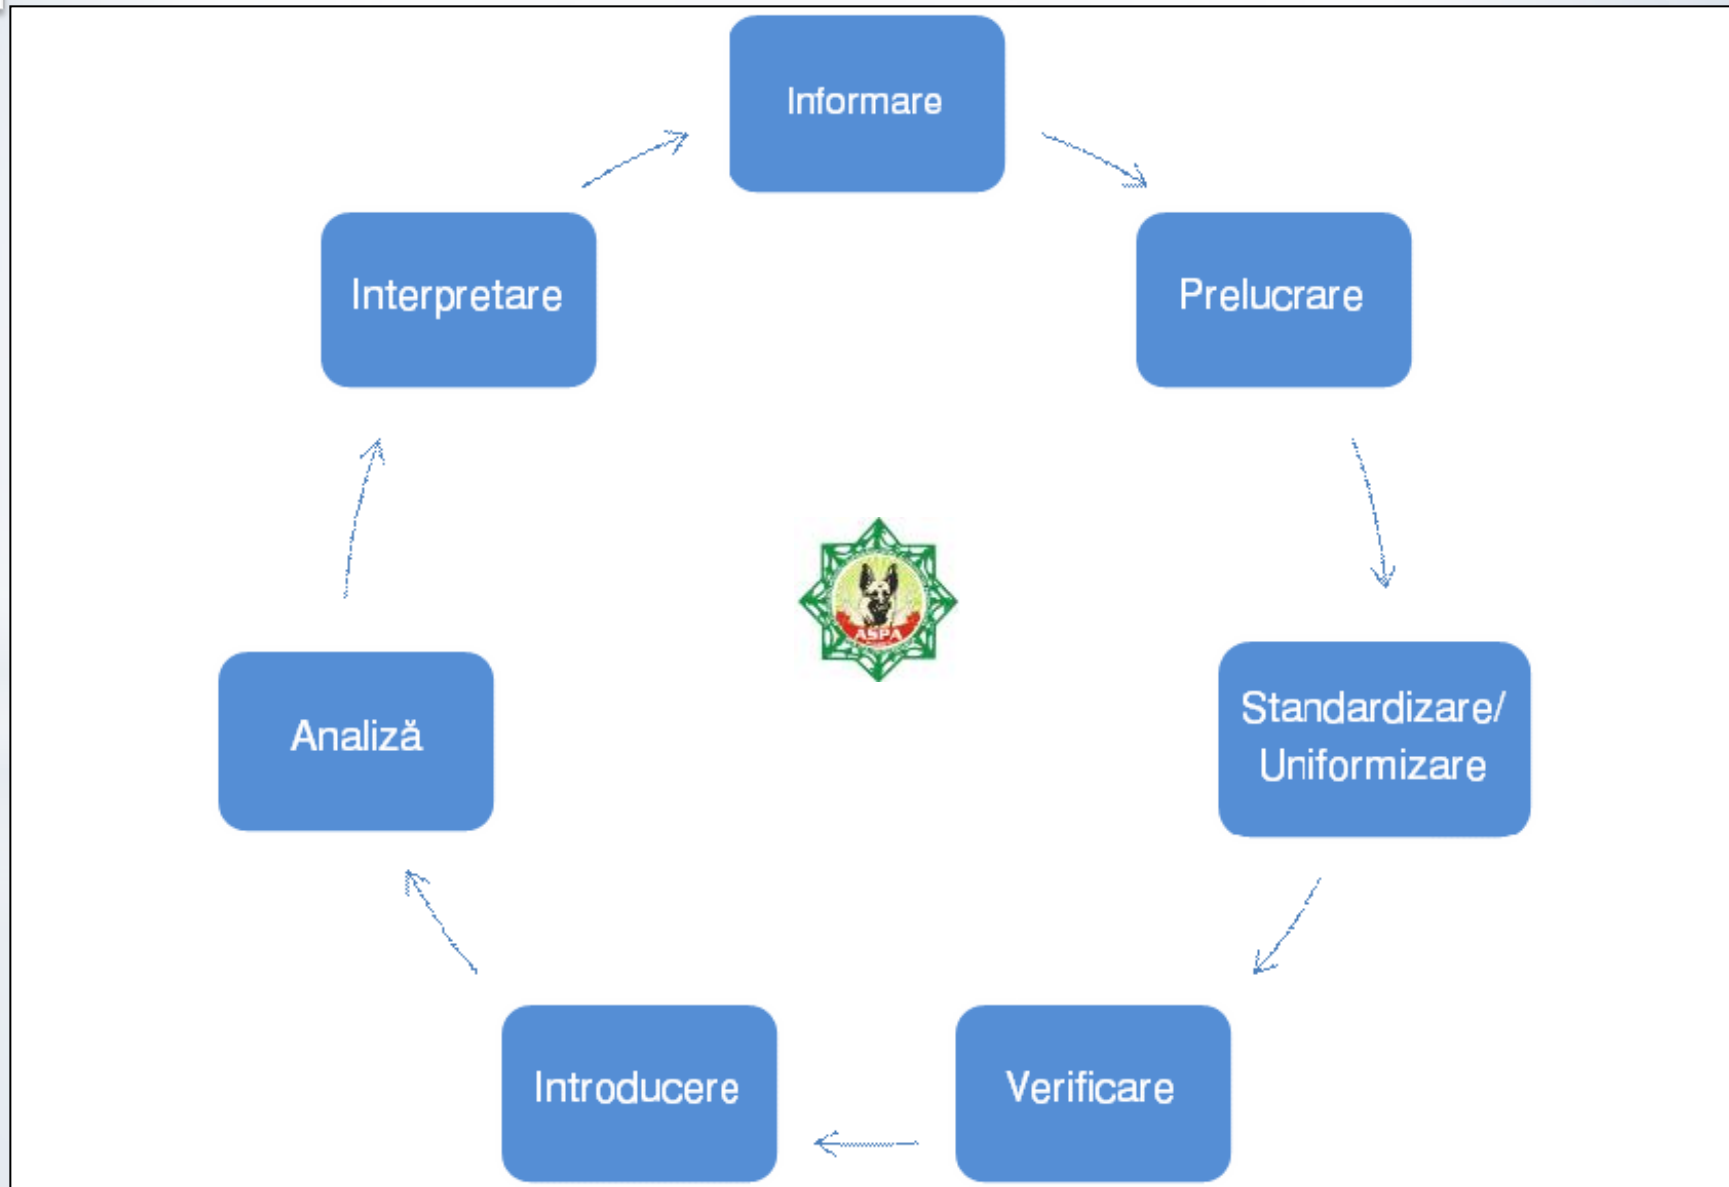 Informare
Prelucrare
Standardizare/
Uniformizare
Verificare
Introducere
Analiză
Interpretare
ASPA